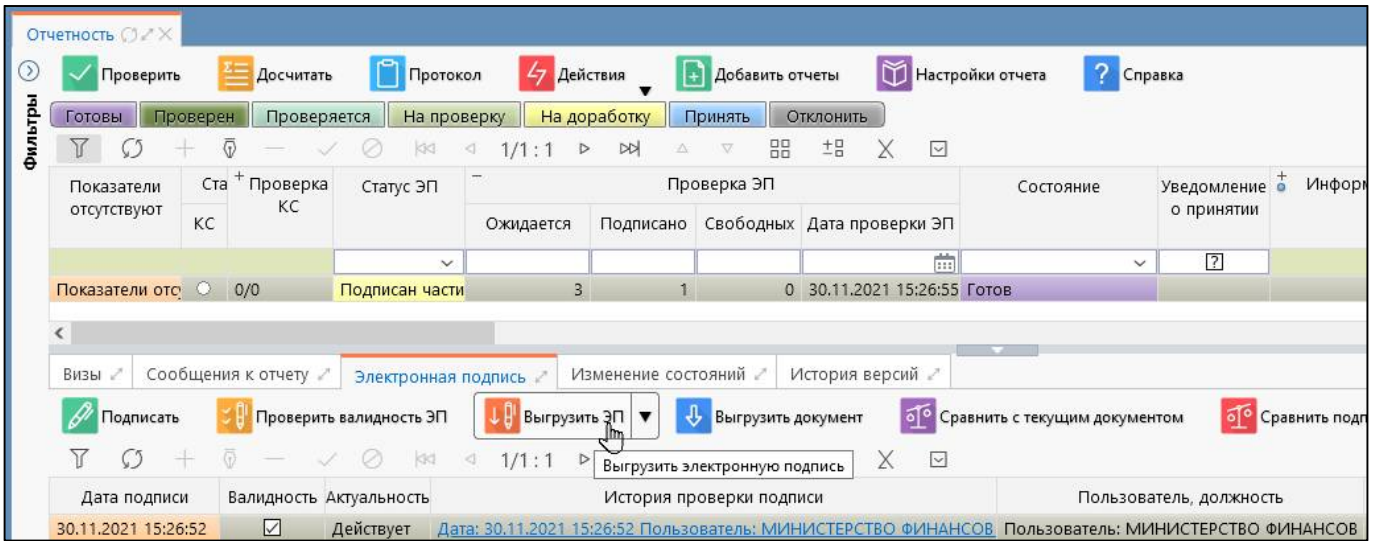 Отчетность
Проверить Досчитать Протокол Действия Добавить отчеты Настройки отчета Справка
Фильтры
Готовы Проверен Проверяется На проверку На доработку Принять Отклонить
1/1 : 1
Показатели отсутствуют Ста КС Проверка КС Статус ЭП Проверка ЭП Состояние Уведомление о принятии Информ
Ожидается Подписано Свободных Дата проверки ЭП
Показатели отс 0/0 Подписан части 3 1 0 30.11.2021 15:26:55 Готов
Визы Сообщения к отчету Электронная подпись Изменение состояний История версий
Подписать Проверить валидность ЭП Выгрузить ЭП Выгрузить документ Сравнить с текущим документом Сравнить подп
1/1 : 1 Выгрузить электронную подпись
Дата подписи Валидность Актуальность История проверки подписи Пользователь, должность
30.11.2021 15:26:52 Действует Дата: 30.11.2021 15:26:52 Пользователь: МИНИСТЕРСТВО ФИНАНСОВ Пользователь: МИНИСТЕРСТВО ФИНАНСОВ